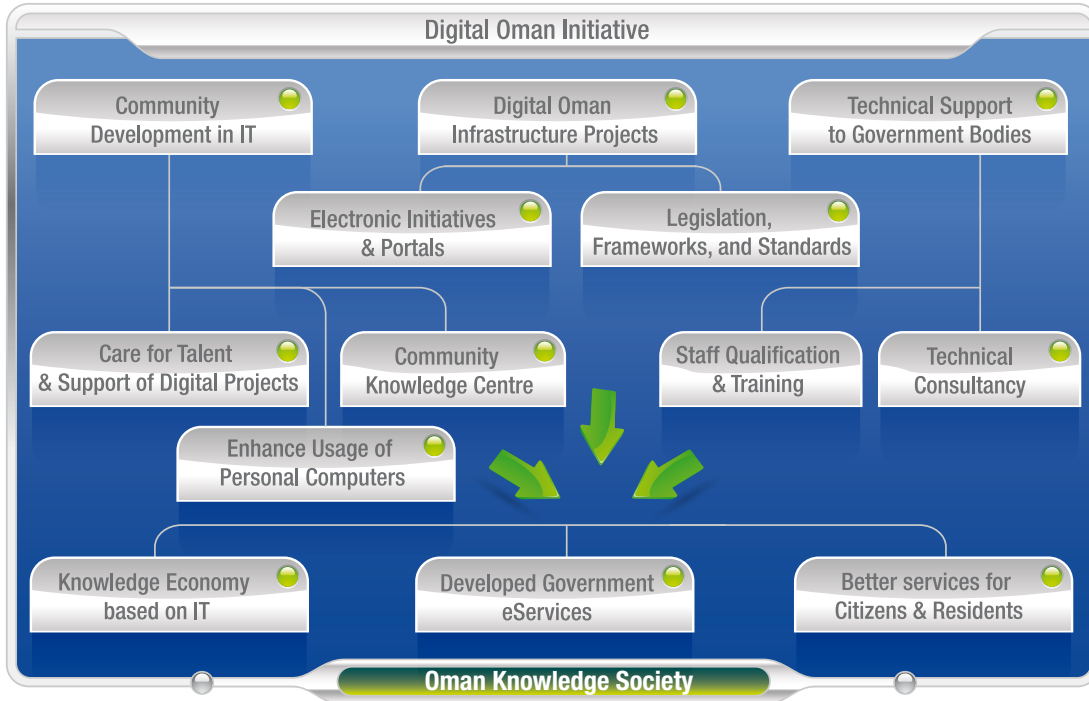 Digital Oman Initiative
Community
Development in IT
Digital Oman
Infrastructure Projects
Technical Support
to Government Bodies
Electronic Initiatives
& Portals
Legislation,
Frameworks, and Standards
Care for Talent
& Support of Digital Projects
Community
Knowledge Centre
Staff Qualification
& Training
Technical
Consultancy
Enhance Usage of
Personal Computers
Knowledge Economy
based on IT
Developed Government
eServices
Better services for
Citizens & Residents
Oman Knowledge Society